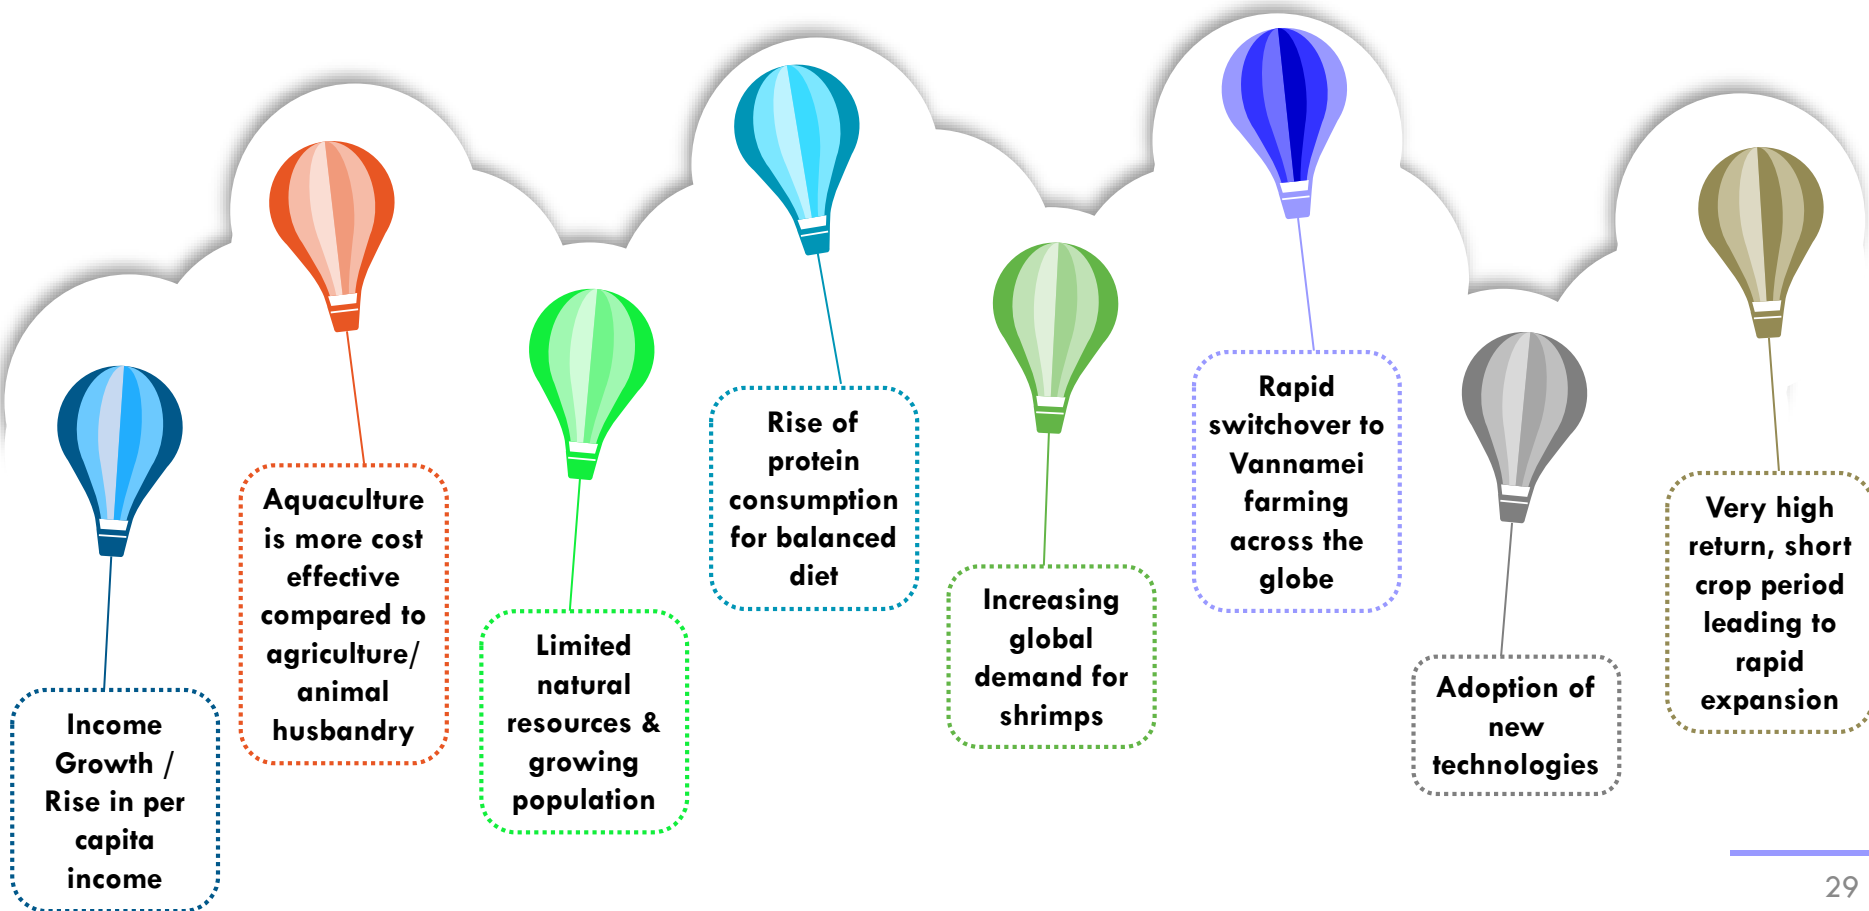 Income
Growth /
Rise in per
capita
income
Aquaculture
is more cost
effective
compared to
agriculture/
animal
husbandry
Limited
natural
resources &
growing
population
Rise of
protein
consumption
for balanced
diet
Increasing
global
demand for
shrimps
Rapid
switchover to
Vannamei
farming
across the
globe
Adoption of
new
technologies
Very high
return, short
crop period
leading to
rapid
expansion
29